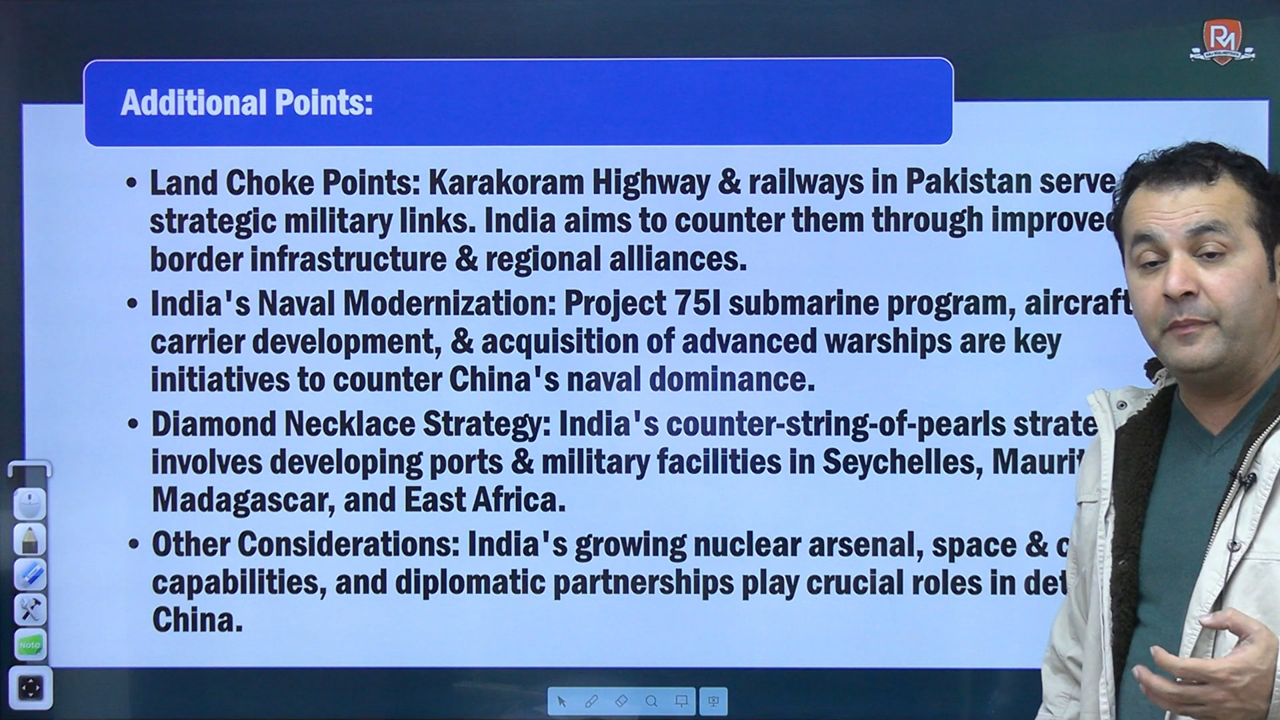 RM
Additional Points:
• Land Choke Points: Karakoram Highway & railways in Pakistan serve
strategic military links. India aims to counter them through
border infrastructure & regional alliances.
• India's Naval Modernization: Project 75I submarine program, aircraft
carrier development, & acquisition of advanced warships are key
initiatives to counter China's naval dominance.
• Diamond Necklace Strategy: India's counter-string-of-pearls
involves developing ports & military facilities in Seychelles,
Madagascar, and East Africa.
• Other Considerations: India's growing nuclear arsenal, space &
capabilities, and diplomatic partnerships play crucial roles in
China.
Note